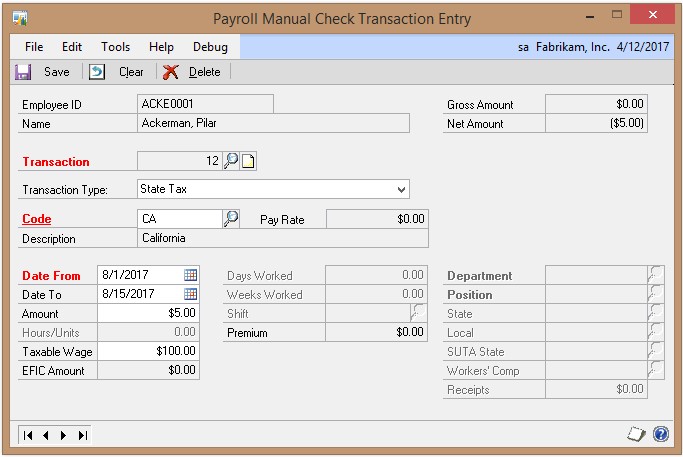 Payroll Manual Check Transaction Entry
File Edit Tools Help Debug sa Fabrikam, Inc. 4/12/2017
Save Clear Delete
Employee ID ACKE0001 Gross Amount $0.00
Name Ackerman, Pilar Net Amount ($5.00)
Transaction 12
Transaction Type: State Tax
Code CA Pay Rate $0.00
Description California
Date From 8/1/2017 Days Worked 0.00 Department
Date To 8/15/2017 Weeks Worked 0.00 Position
Amount $5.00 Shift State
Hours/Units 0.00 Premium $0.00 Local
Taxable Wage $100.00 SUTA State
EFIC Amount $0.00 Workers' Comp
Receipts $0.00